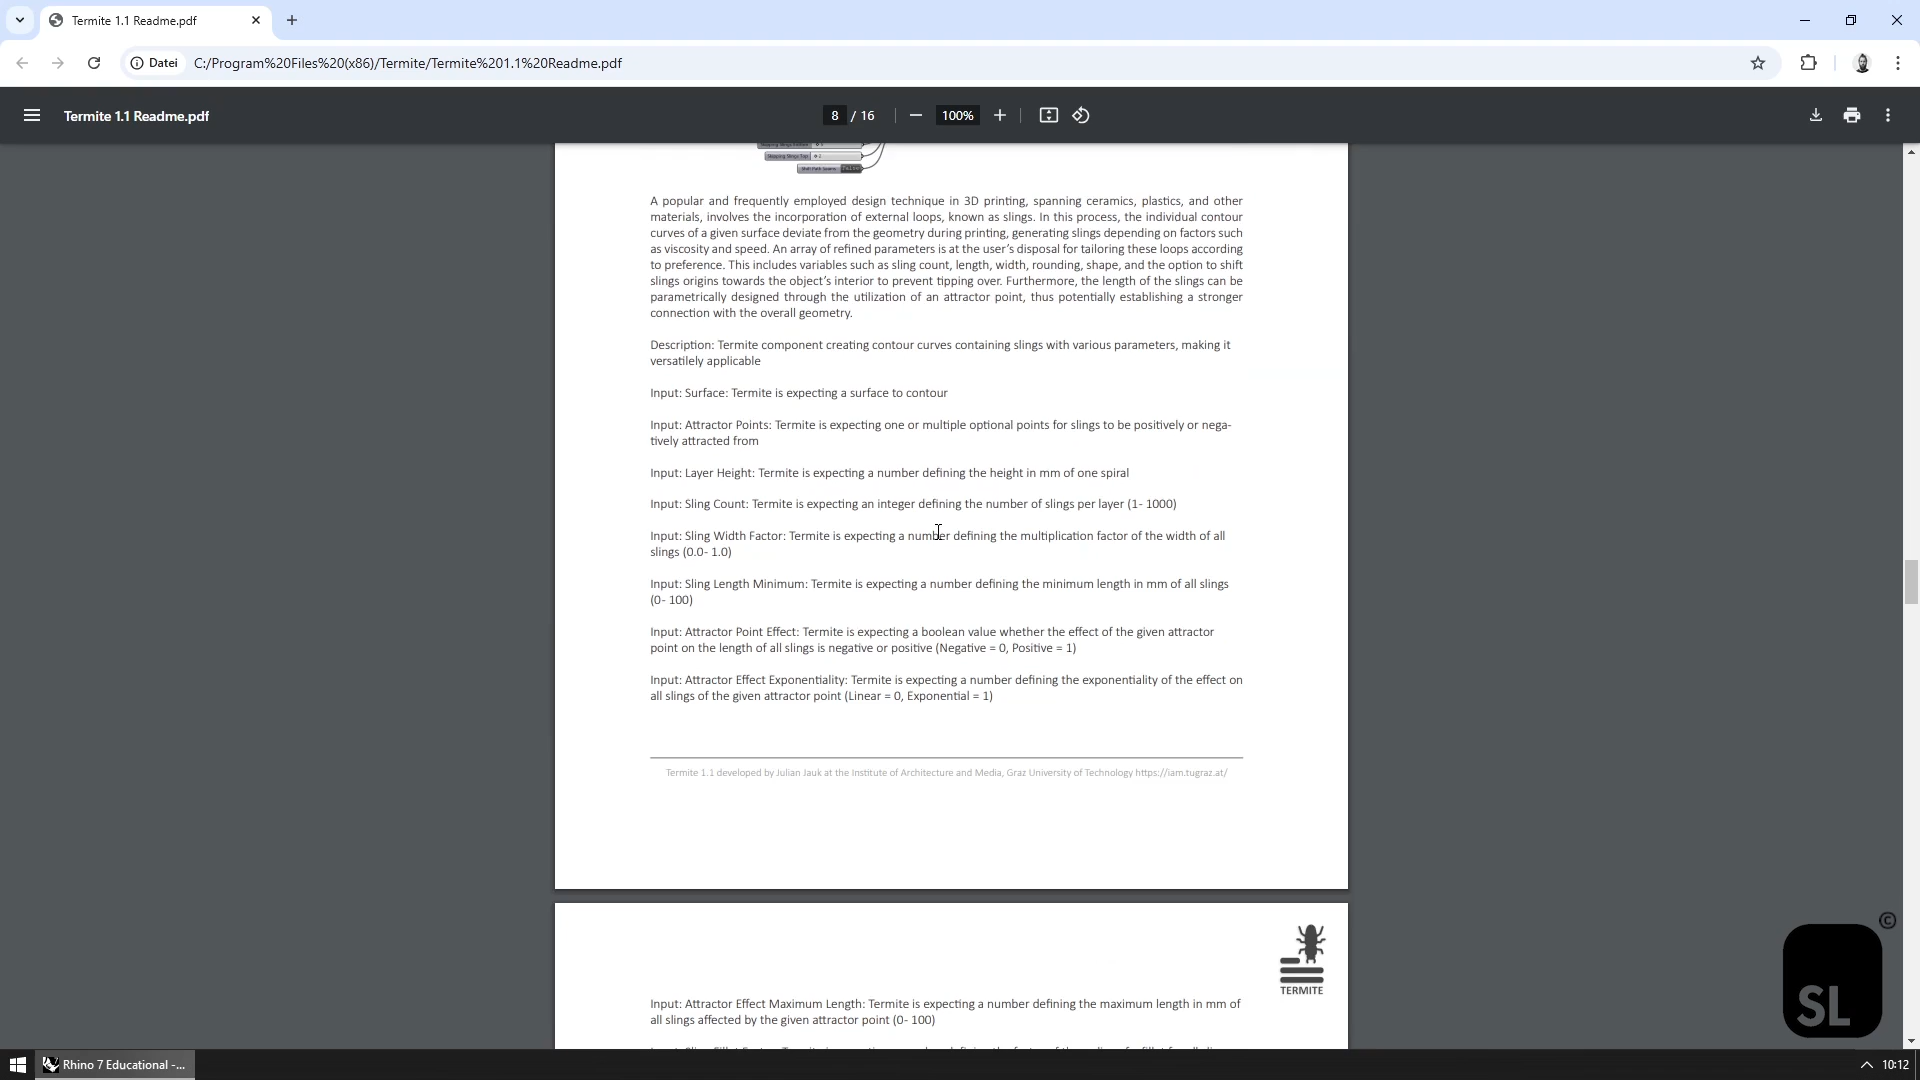 Termite 1.1 Readme.pdf
Datei
C:/Program%20Files%20(x86)/Termite/Termite%201.1%20Readme.pdf
Termite 1.1 Readme.pdf
8 / 16
100%
A popular and frequently employed design technique in 3D printing, spanning ceramics, plastics, and other
materials, involves the incorporation of external loops, known as slings. In this process, the individual contour
curves of a given surface deviate from the geometry during printing, generating slings depending on factors such
as viscosity and speed. An array of refined parameters is at the user's disposal for tailoring these loops according
to preference. This includes variables such as sling count, length, width, rounding, shape, and the option to shift
slings origins towards the object's interior to prevent tipping over. Furthermore, the length of the slings can be
parametrically designed through the utilization of an attractor point, thus potentially establishing a stronger
connection with the overall geometry.
Description: Termite component creating contour curves containing slings with various parameters, making it
versatilely applicable
Input: Surface: Termite is expecting a surface to contour
Input: Attractor Points: Termite is expecting one or multiple optional points for slings to be positively or nega-
tively attracted from
Input: Layer Height: Termite is expecting a number defining the height in mm of one spiral
Input: Sling Count: Termite is expecting an integer defining the number of slings per layer (1- 1000)
Input: Sling Width Factor: Termite is expecting a number defining the multiplication factor of the width of all
slings (0.0- 1.0)
Input: Sling Length Minimum: Termite is expecting a number defining the minimum length in mm of all slings
(0- 100)
Input: Attractor Point Effect: Termite is expecting a boolean value whether the effect of the given attractor
point on the length of all slings is negative or positive (Negative = 0, Positive = 1)
Input: Attractor Effect Exponentiality: Termite is expecting a number defining the exponentiality of the effect on
all slings of the given attractor point (Linear = 0, Exponential = 1)
Termite 1.1 developed by Julian Jauk at the Institute of Architecture and Media, Graz University of Technology https://iam.tugraz.at/
©
SL
TERMITE
Input: Attractor Effect Maximum Length: Termite is expecting a number defining the maximum length in mm of
all slings affected by the given attractor point (0- 100)
Rhino 7 Educational -...
10:12